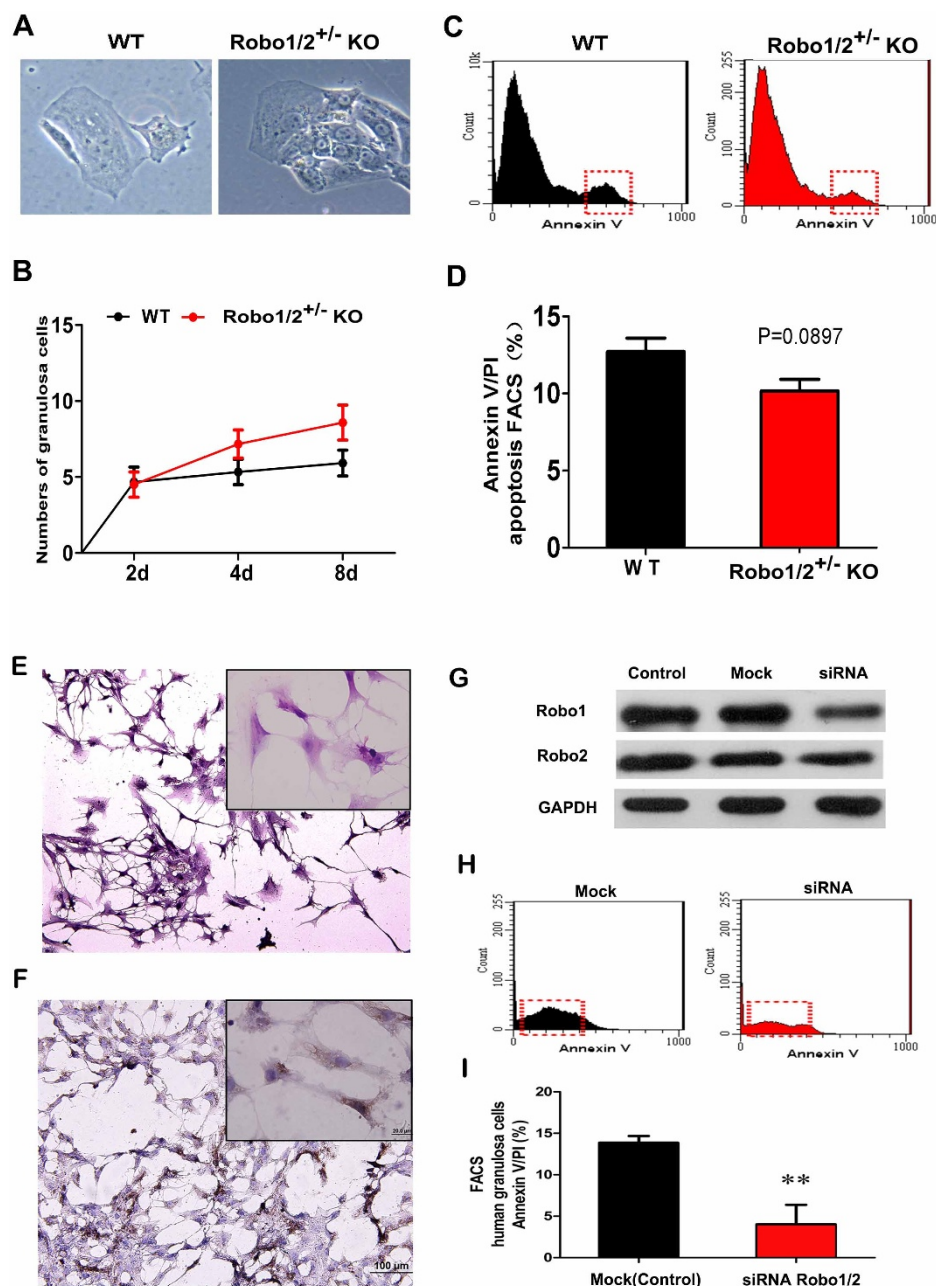 A
WT
Robo1/2+/- KO
B
WT
Robo1/2+/- KO
Numbers of granulosa cells
15
10
5
0
2d
4d
8d
C
WT
10k
Count
0
0
1000
Annexin V
Robo1/2+/- KO
255
200
Count
100
0
0
1000
Annexin V
D
Annexin V/PI
apoptosis FACS (%)
15
10
5
0
P=0.0897
W T
Robo1/2+/- KO
E
F
100 µm
G
Control
Mock
siRNA
Robo1
Robo2
GAPDH
H
Mock
255
200
Count
100
0
0
1000
Annexin V
siRNA
255
200
Count
100
0
0
1000
Annexin V
I
FACS
human granulosa cells
Annexin V/PI (%)
20
15
10
5
0
**
Mock(Control)
siRNA Robo1/2